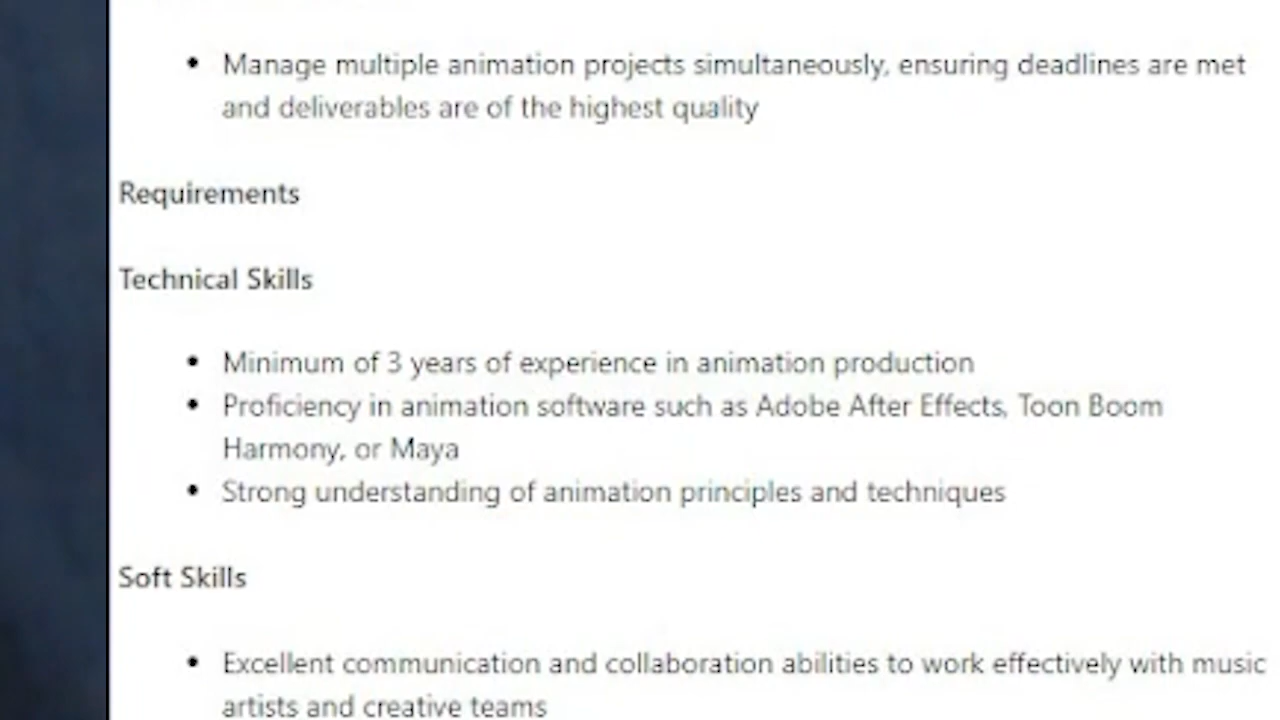 Manage multiple animation projects simultaneously, ensuring deadlines are met
and deliverables are of the highest quality
Requirements
Technical Skills
Minimum of 3 years of experience in animation production
Proficiency in animation software such as Adobe After Effects, Toon Boom
Harmony, or Maya
Strong understanding of animation principles and techniques
Soft Skills
Excellent communication and collaboration abilities to work effectively with music
artists and creative teams